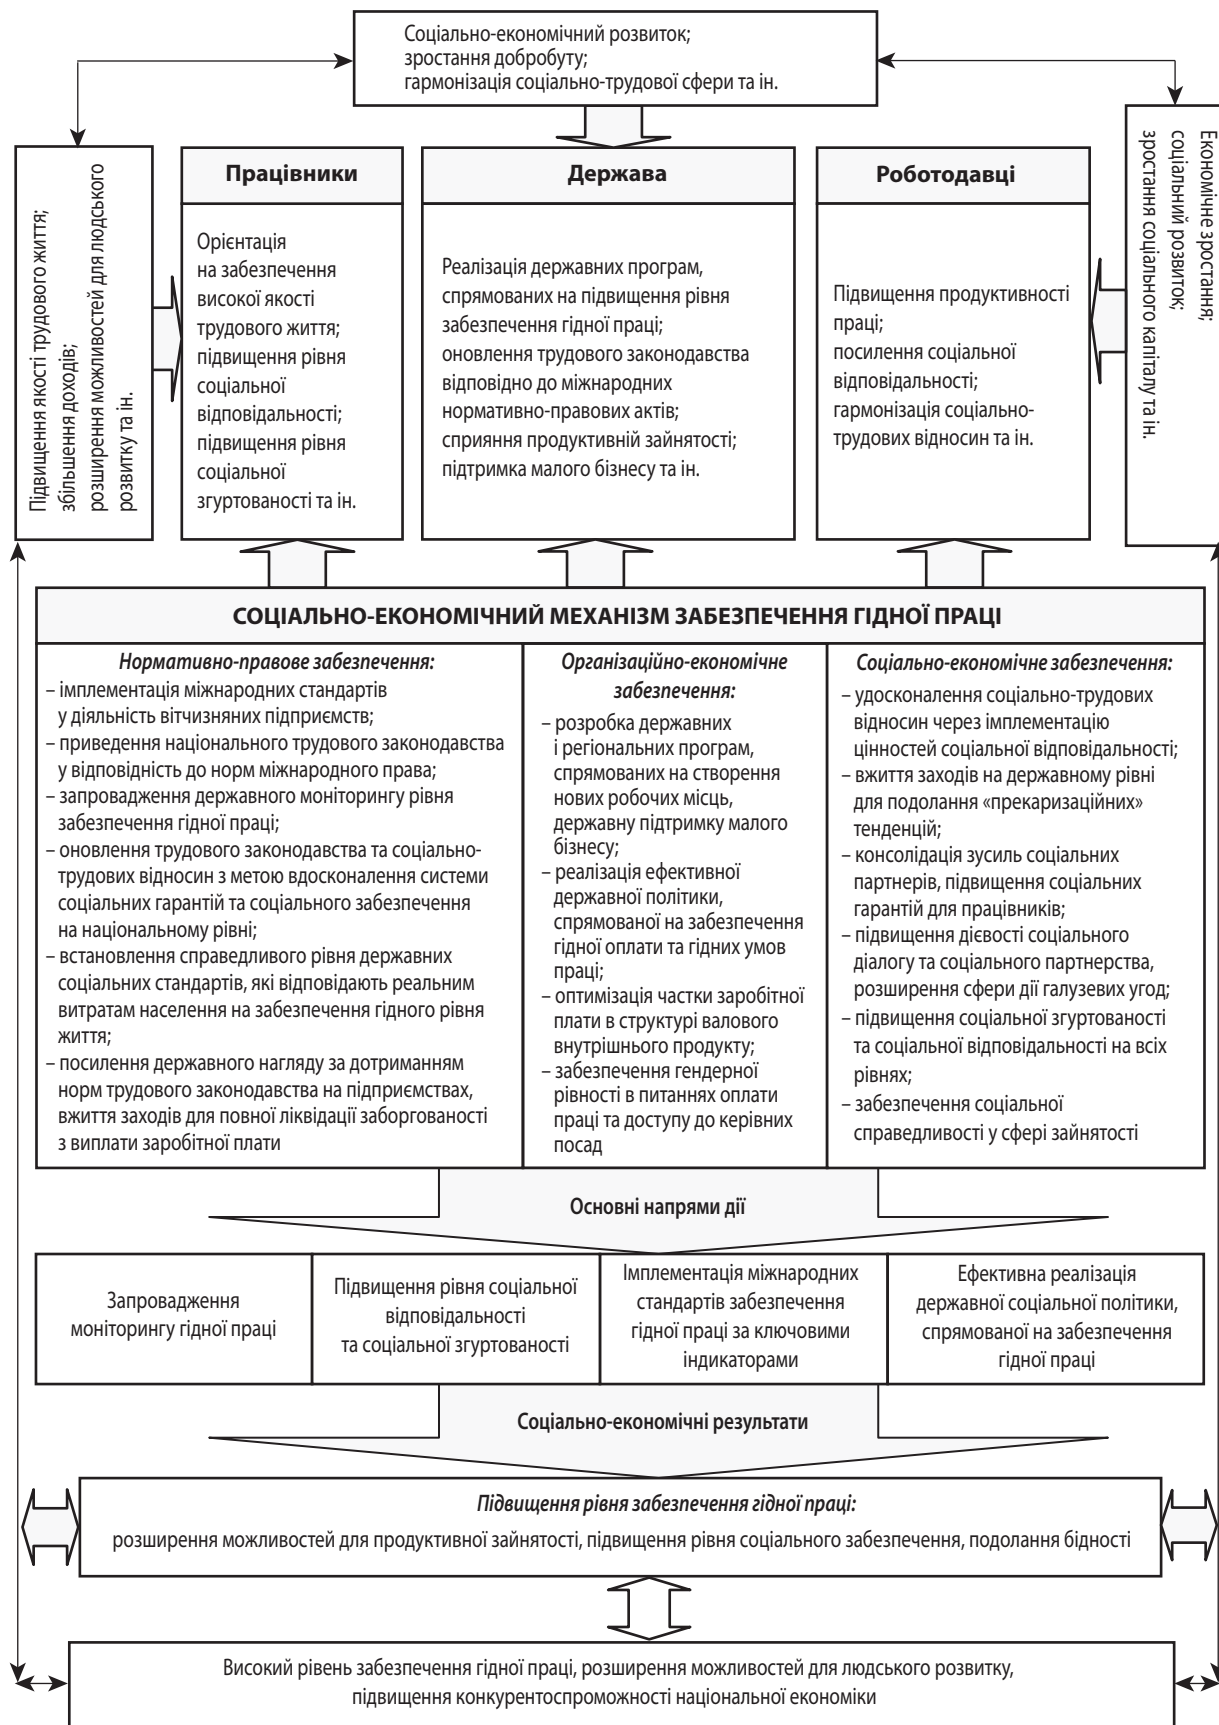 Соціально-економічний розвиток;
зростання добробуту;
гармонізація соціально-трудової сфери та ін.
Підвищення якості трудового життя;
збільшення доходів;
розширення можливостей для людського
розвитку та ін.
Працівники
Орієнтація
на забезпечення
високої якості
трудового життя;
підвищення рівня
соціальної
відповідальності;
підвищення рівня
соціальної
згуртованості та ін.
Держава
Реалізація державних програм,
спрямованих на підвищення рівня
забезпечення гідної праці;
оновлення трудового законодавства
відповідно до міжнародних
нормативно-правових актів;
сприяння продуктивній зайнятості;
підтримка малого бізнесу та ін.
Роботодавці
Підвищення продуктивності
праці;
посилення соціальної
відповідальності;
гармонізація соціально-
трудових відносин та ін.
Економічне зростання;
соціальний розвиток;
зростання соціального капіталу та ін.
СОЦІАЛЬНО-ЕКОНОМІЧНИЙ МЕХАНІЗМ ЗАБЕЗПЕЧЕННЯ ГІДНОЇ ПРАЦІ
Нормативно-правове забезпечення:
– імплементація міжнародних стандартів
у діяльність вітчизняних підприємств;
– приведення національного трудового законодавства
у відповідність до норм міжнародного права;
– запровадження державного моніторингу рівня
забезпечення гідної праці;
– оновлення трудового законодавства та соціально-
трудових відносин з метою вдосконалення системи
соціальних гарантій та соціального забезпечення
на національному рівні;
– встановлення справедливого рівня державних
соціальних стандартів, які відповідають реальним
витратам населення на забезпечення гідного рівня
життя;
– посилення державного нагляду за дотриманням
норм трудового законодавства на підприємствах,
вжиття заходів для повної ліквідації заборгованості
з виплати заробітної плати
Організаційно-економічне
забезпечення:
– розробка державних
і регіональних програм,
спрямованих на створення
нових робочих місць,
державну підтримку малого
бізнесу;
– реалізація ефективної
державної політики,
спрямованої на забезпечення
гідної оплати та гідних умов
праці;
– оптимізація частки заробітної
плати в структурі валового
внутрішнього продукту;
– забезпечення гендерної
рівності в питаннях оплати
праці та доступу до керівних
посад
Соціально-економічне забезпечення:
– удосконалення соціально-трудових
відносин через імплементацію
цінностей соціальної відповідальності;
– вжиття заходів на державному рівні
для подолання «прекаризаційних»
тенденцій;
– консолідація зусиль соціальних
партнерів, підвищення соціальних
гарантій для працівників;
– підвищення дієвості соціального
діалогу та соціального партнерства,
розширення сфери дії галузевих угод;
– підвищення соціальної згуртованості
та соціальної відповідальності на всіх
рівнях;
– забезпечення соціальної
справедливості у сфері зайнятості
Основні напрями дії
Запровадження
моніторингу гідної праці
Підвищення рівня соціальної
відповідальності
та соціальної згуртованості
Імплементація міжнародних
стандартів забезпечення
гідної праці за ключовими
індикаторами
Ефективна реалізація
державної соціальної політики,
спрямованої на забезпечення
гідної праці
Соціально-економічні результати
Підвищення рівня забезпечення гідної праці:
розширення можливостей для продуктивної зайнятості, підвищення рівня соціального забезпечення, подолання бідності
Високий рівень забезпечення гідної праці, розширення можливостей для людського розвитку,
підвищення конкурентоспроможності національної економіки